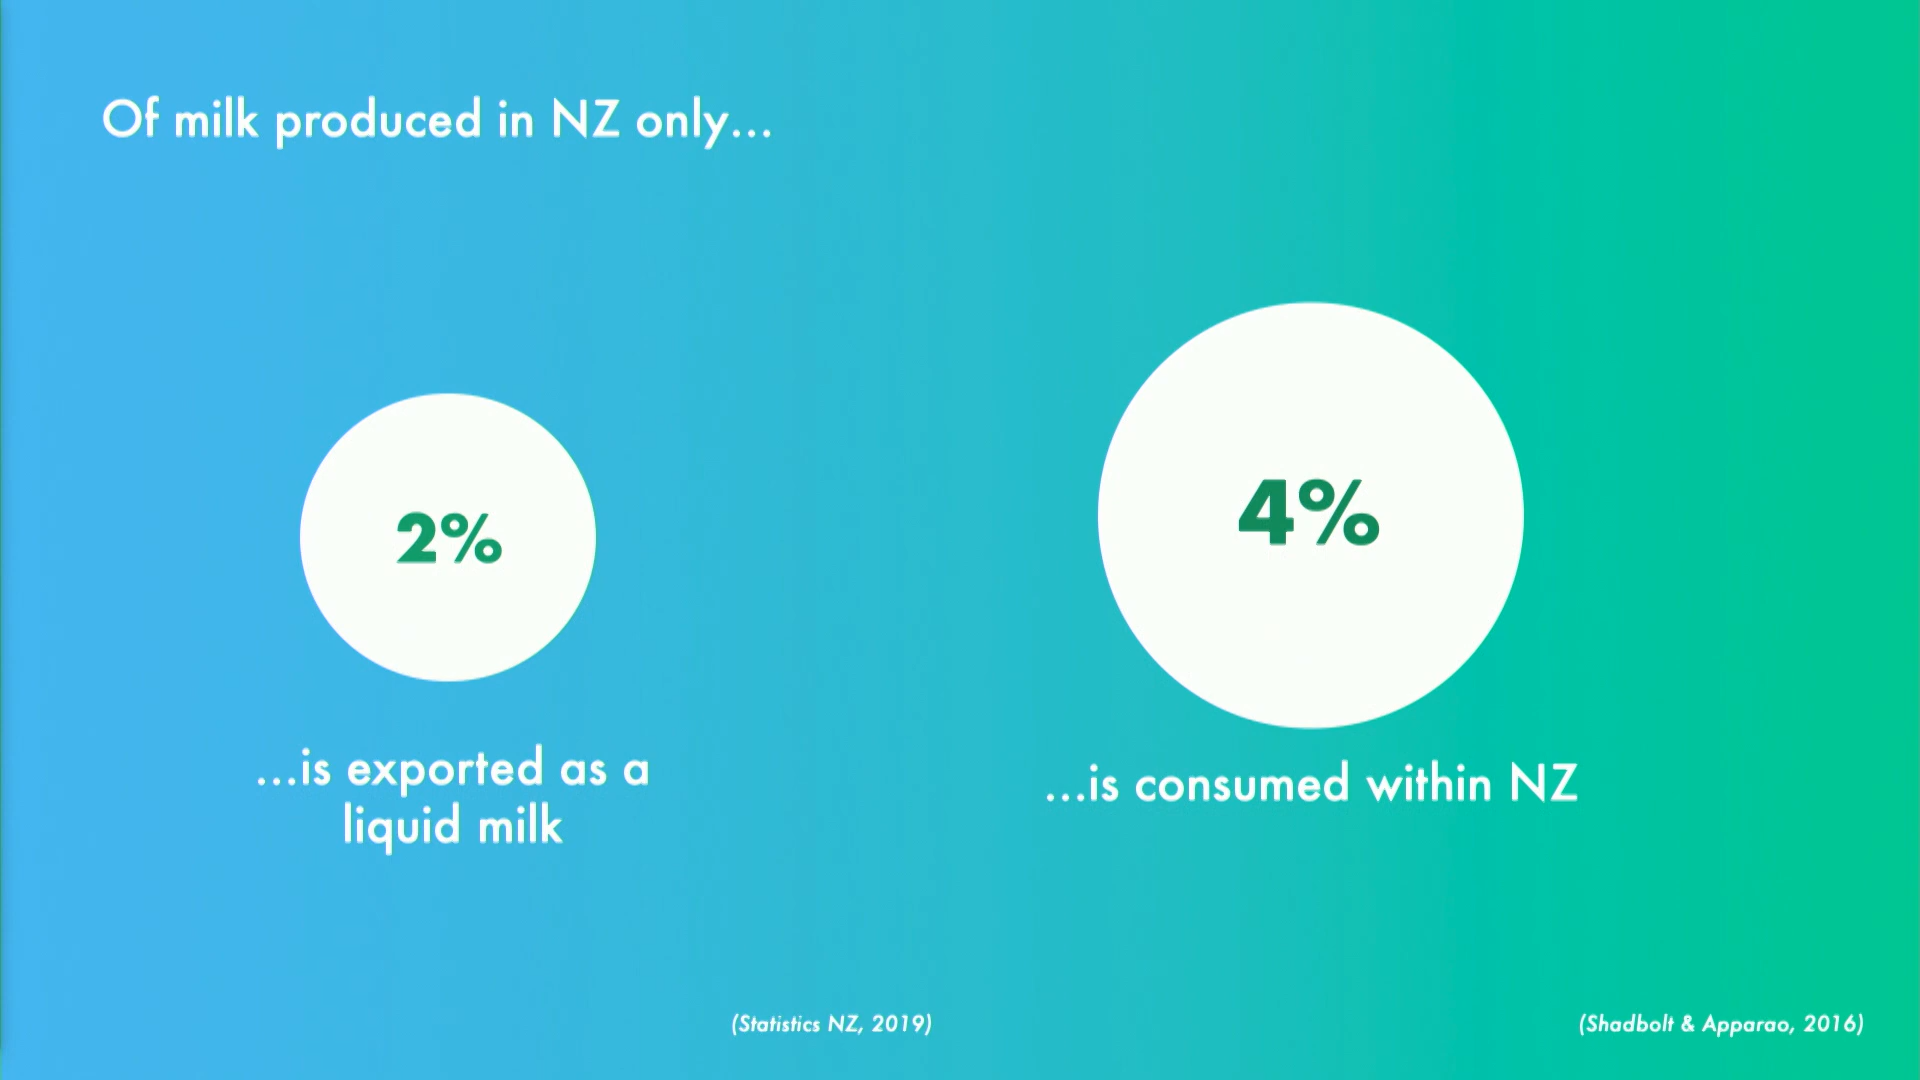 Of milk produced in NZ only...
2%
...is exported as a
liquid milk
4%
...is consumed within NZ
(Statistics NZ, 2019)
(Shadbolt & Apparao, 2016)